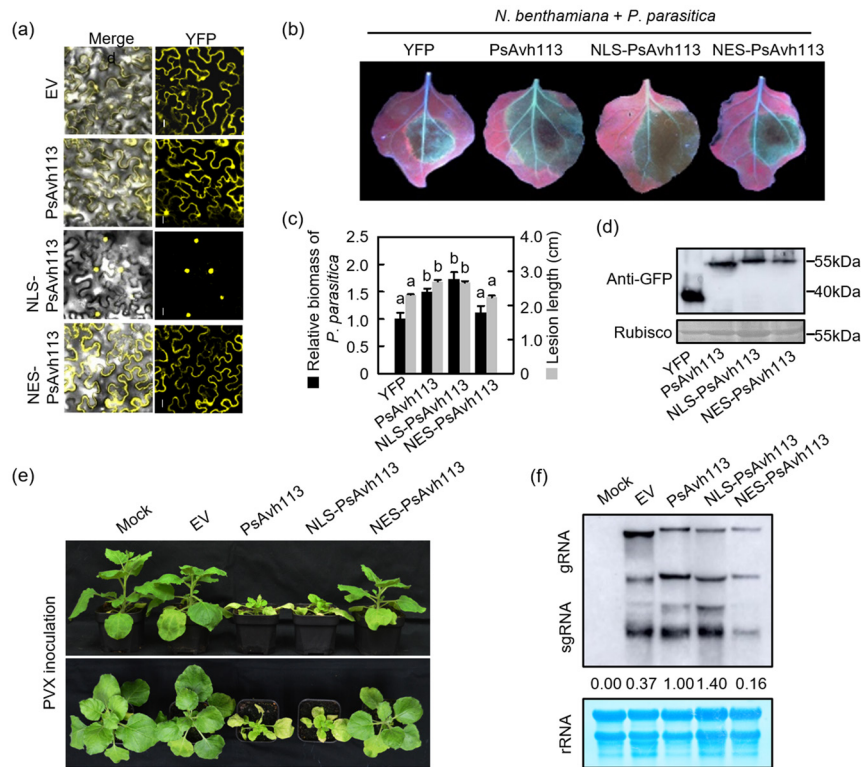 (a)
Merge
d
YFP
EV
PsAvh113
NLS-
PsAvh113
NES-
PsAvh113
(b)
N. benthamiana + P. parasitica
YFP PsAvh113 NLS-PsAvh113 NES-PsAvh113
(c)
Relative biomass of
P. parasitica
2.5
2.0
1.5
1.0
0.5
0
a a b b b b a a
4.0
3.0
2.0
1.0
0
Lesion length (cm)
YFP
PsAvh113
NLS-PsAvh113
NES-PsAvh113
(d)
Anti-GFP
55kDa
40kDa
Rubisco
55kDa
YFP
PsAvh113
NLS-PsAvh113
NES-PsAvh113
(e)
Mock
EV
PsAvh113
NLS-PsAvh113
NES-PsAvh113
PVX inoculation
(f)
Mock
EV
PsAvh113
NLS-PsAvh113
NES-PsAvh113
gRNA
sgRNA
0.00 0.37 1.00 1.40 0.16
rRNA